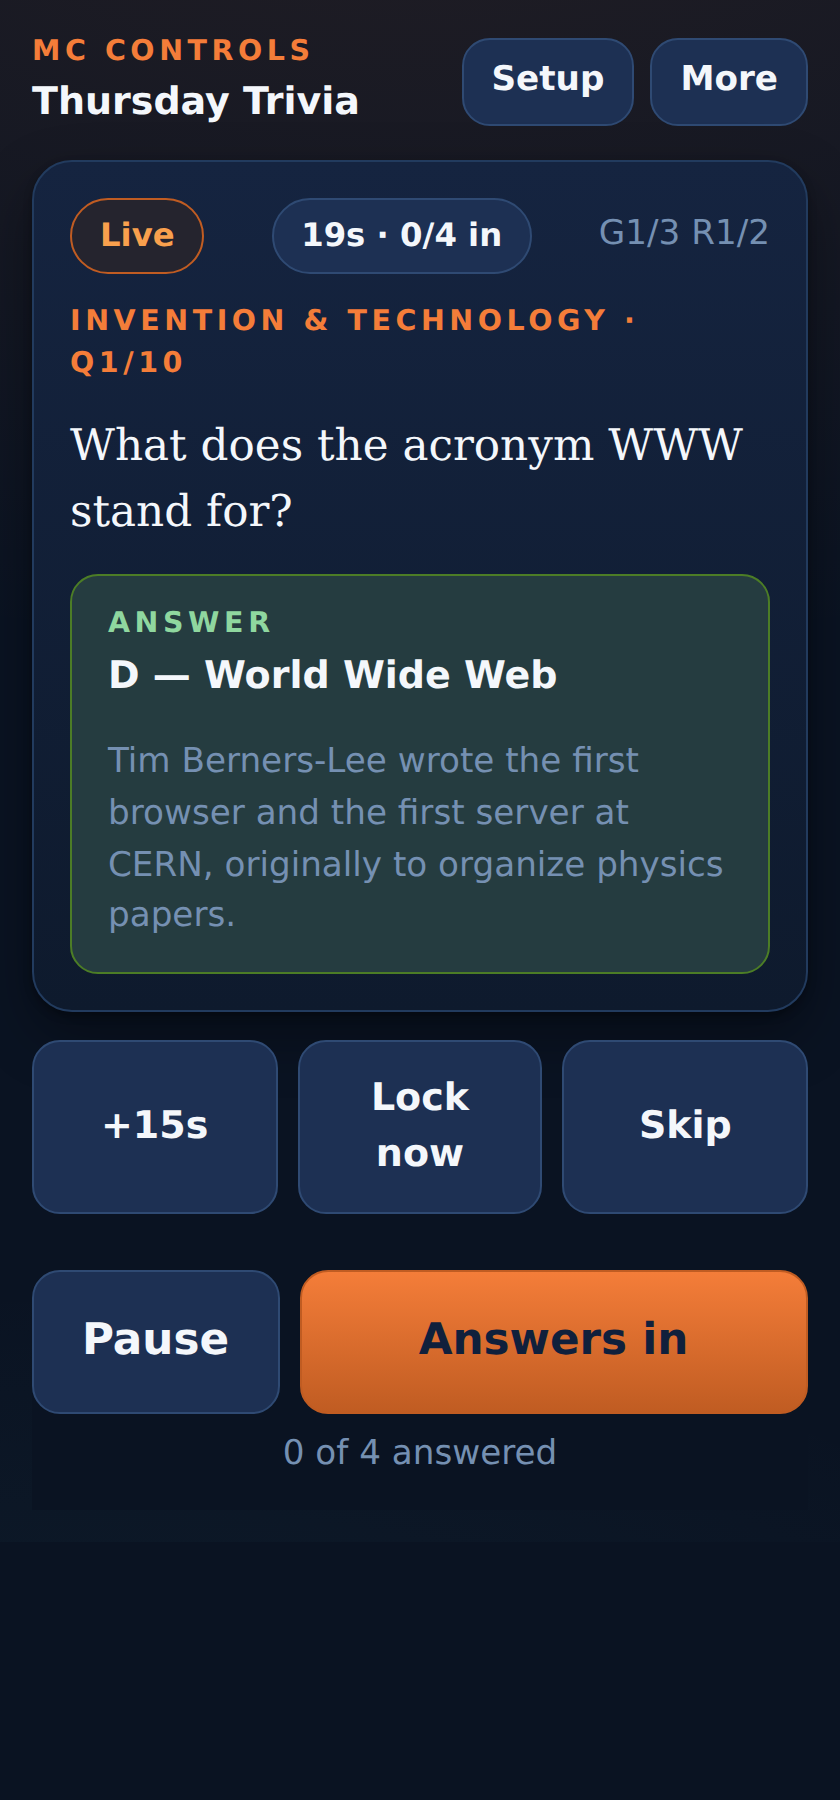 MC CONTROLS
Thursday Trivia
Setup
More
Live
19s · 0/4 in
G1/3 R1/2
INVENTION & TECHNOLOGY ·
Q1/10
What does the acronym WWW
stand for?
ANSWER
D — World Wide Web
Tim Berners-Lee wrote the first
browser and the first server at
CERN, originally to organize physics
papers.
+15s
Lock
now
Skip
Pause
Answers in
0 of 4 answered